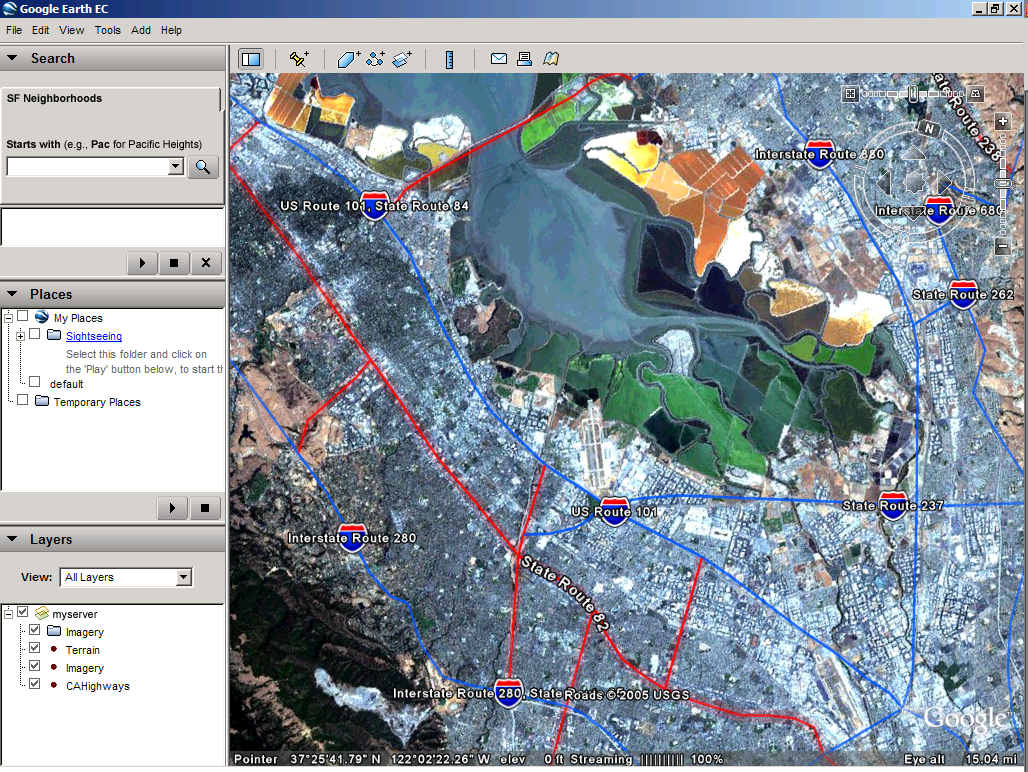 Google Earth EC
File Edit View Tools Add Help
Search
SF Neighborhoods
Starts with (e.g., Pac for Pacific Heights)
Places
My Places
Sightseeing
Select this folder and click on
the 'Play' button below, to start th
default
Temporary Places
Layers
View: All Layers
myserver
Imagery
Terrain
Imagery
CAHighways
N
State Route 238
Interstate Route 880
US Route 101, State Route 84
Interstate Route 680
State Route 262
State Route 237
US Route 101
Interstate Route 280
State Route 82
Interstate Route 280, State
Roads © 2005 USGS
Google
Pointer 37°25'41.79" N 122°02'22.26" W elev 0 ft Streaming 100% Eye alt 15.04 mi